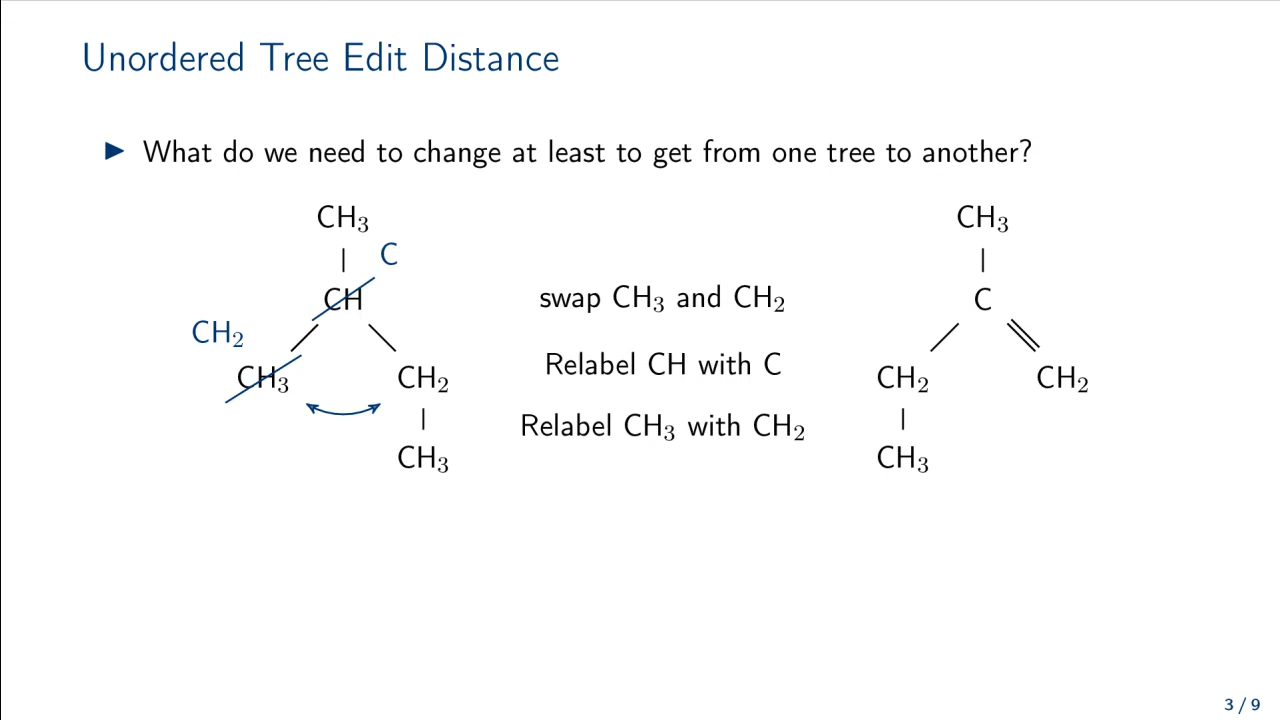 Unordered Tree Edit Distance
▶ What do we need to change at least to get from one tree to another?
CH₃
C
CH
CH₂
CH₃
CH₂
CH₃
swap CH₃ and CH₂
Relabel CH with C
Relabel CH₃ with CH₂
CH₃
C
CH₂
CH₂
CH₃
3 / 9